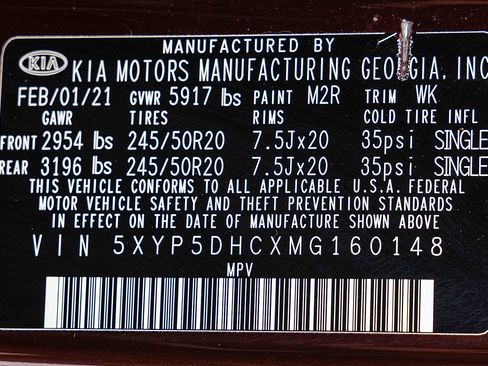 MANUFACTURED BY
KIA KIA MOTORS MANUFACTURING GEORGIA, INC
FEB/01/21 GVWR 5917 lbs PAINT M2R TRIM WK
GAWR TIRES RIMS COLD TIRE INFL
FRONT 2954 lbs 245/50R20 7.5Jx20 35psi SINGLE
REAR 3196 lbs 245/50R20 7.5Jx20 35psi SINGLE
THIS VEHICLE CONFORMS TO ALL APPLICABLE U.S.A. FEDERAL
MOTOR VEHICLE SAFETY AND THEFT PREVENTION STANDARDS
IN EFFECT ON THE DATE OF MANUFACTURE SHOWN ABOVE
VIN 5XYP5DHCXMG160148
MPV